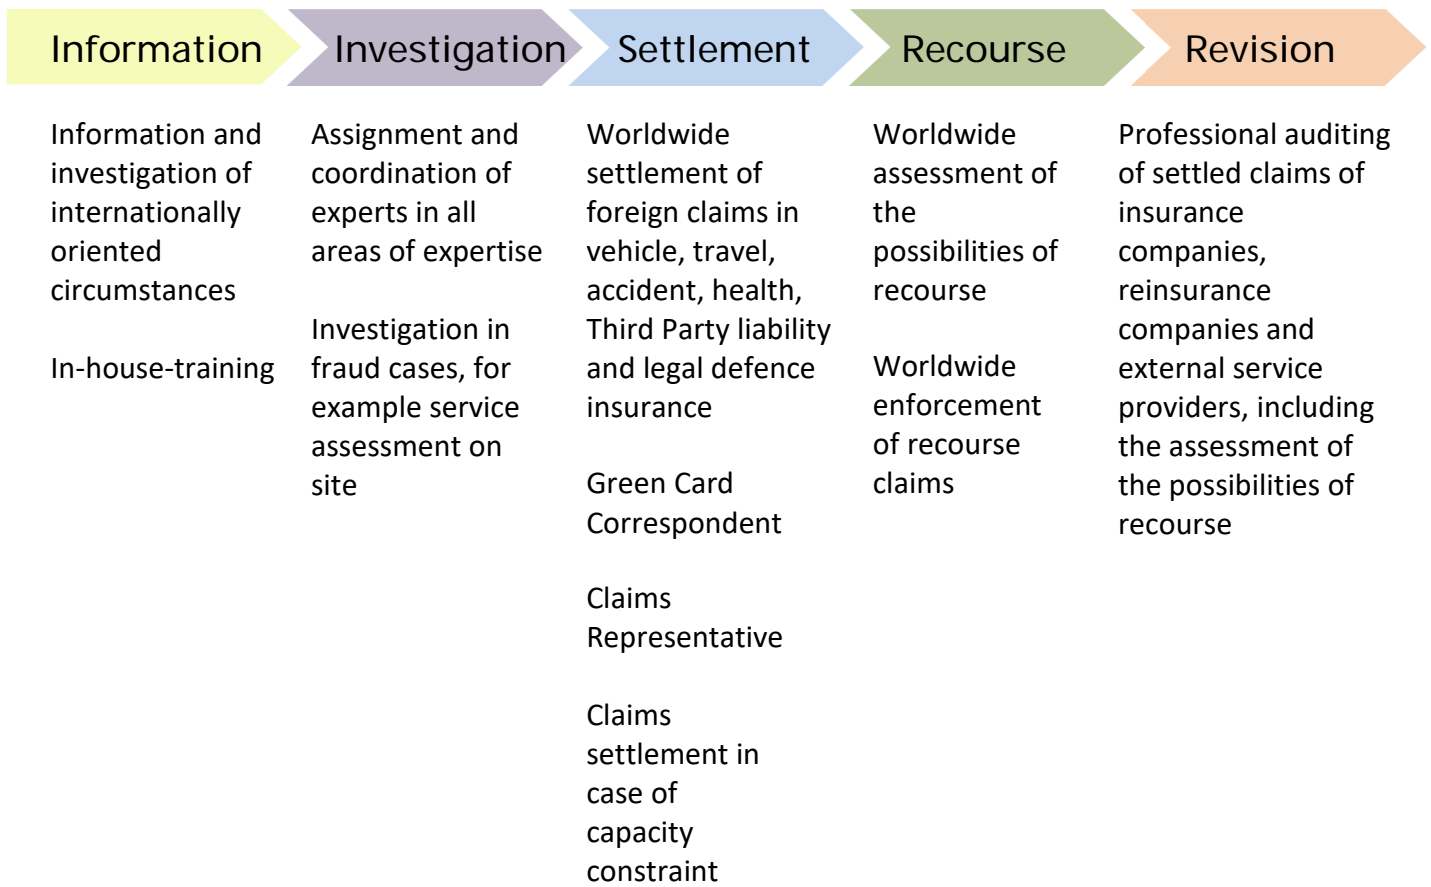 Information
Investigation
Settlement
Recourse
Revision
Information and
investigation of
internationally
oriented
circumstances
In-house-training
Assignment and
coordination of
experts in all
areas of expertise
Investigation in
fraud cases, for
example service
assessment on
site
Worldwide
settlement of
foreign claims in
vehicle, travel,
accident, health,
Third Party liability
and legal defence
insurance
Green Card
Correspondent
Claims
Representative
Claims
settlement in
case of
capacity
constraint
Worldwide
assessment of
the
possibilities of
recourse
Worldwide
enforcement
of recourse
claims
Professional auditing
of settled claims of
insurance
companies,
reinsurance
companies and
external service
providers, including
the assessment of
the possibilities of
recourse